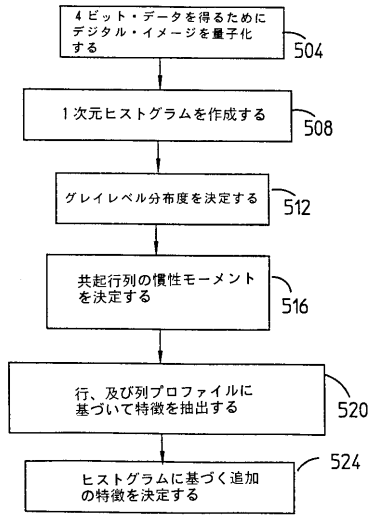 4ビット・データを得るために
デジタル・イメージを量子化
する
504
1次元ヒストグラムを作成する
508
グレイレベル分布度を決定する
512
共起行列の慣性モーメント
を決定する
516
行、及び列プロファイルに
基づいて特徴を抽出する
520
524
ヒストグラムに基づく追加
の特徴を決定する